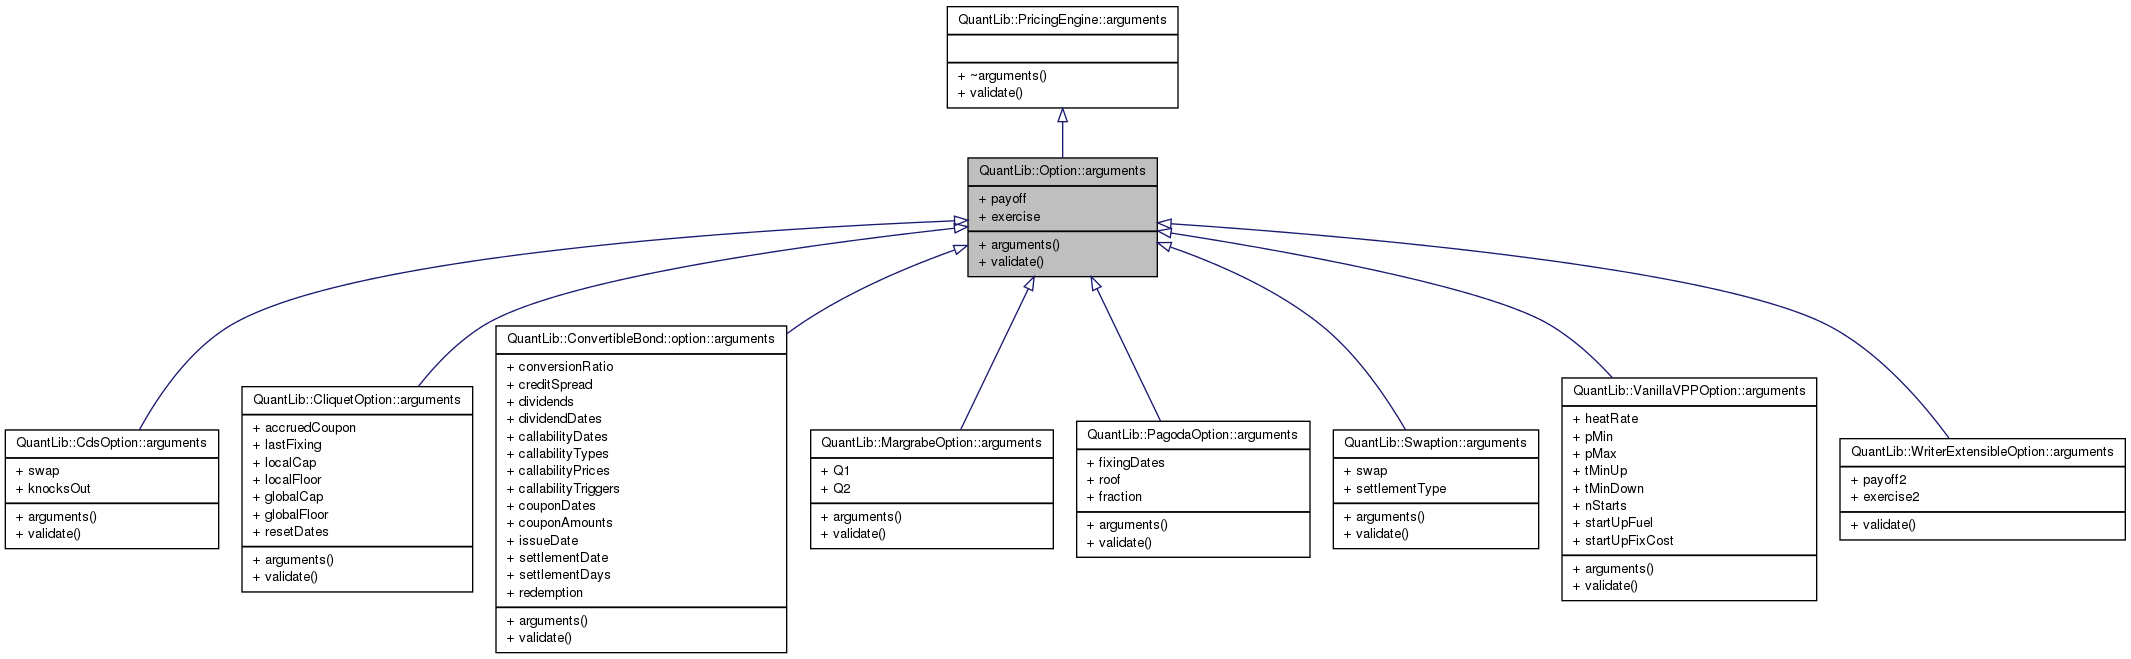 QuantLib::PricingEngine::arguments
+ ~arguments()
+ validate()
QuantLib::Option::arguments
+ payoff
+ exercise
+ arguments()
+ validate()
QuantLib::CdsOption::arguments
+ swap
+ knocksOut
+ arguments()
+ validate()
QuantLib::CliquetOption::arguments
+ accruedCoupon
+ lastFixing
+ localCap
+ localFloor
+ globalCap
+ globalFloor
+ resetDates
+ arguments()
+ validate()
QuantLib::ConvertibleBond::option::arguments
+ conversionRatio
+ creditSpread
+ dividends
+ dividendDates
+ callabilityDates
+ callabilityTypes
+ callabilityPrices
+ callabilityTriggers
+ couponDates
+ couponAmounts
+ issueDate
+ settlementDate
+ settlementDays
+ redemption
+ arguments()
+ validate()
QuantLib::MargrabeOption::arguments
+ Q1
+ Q2
+ arguments()
+ validate()
QuantLib::PagodaOption::arguments
+ fixingDates
+ roof
+ fraction
+ arguments()
+ validate()
QuantLib::Swaption::arguments
+ swap
+ settlementType
+ arguments()
+ validate()
QuantLib::VanillaVPPOption::arguments
+ heatRate
+ pMin
+ pMax
+ tMinUp
+ tMinDown
+ nStarts
+ startUpFuel
+ startUpFixCost
+ arguments()
+ validate()
QuantLib::WriterExtensibleOption::arguments
+ payoff2
+ exercise2
+ validate()